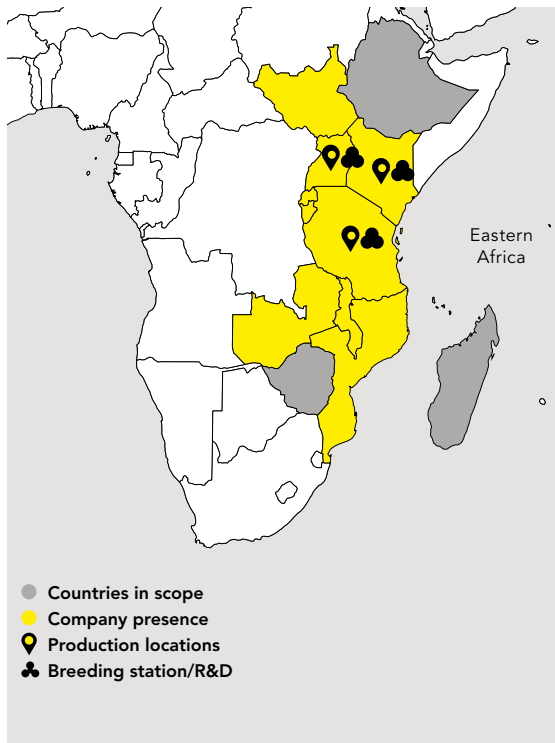 Eastern
Africa
Countries in scope
Company presence
Production locations
Breeding station/R&D